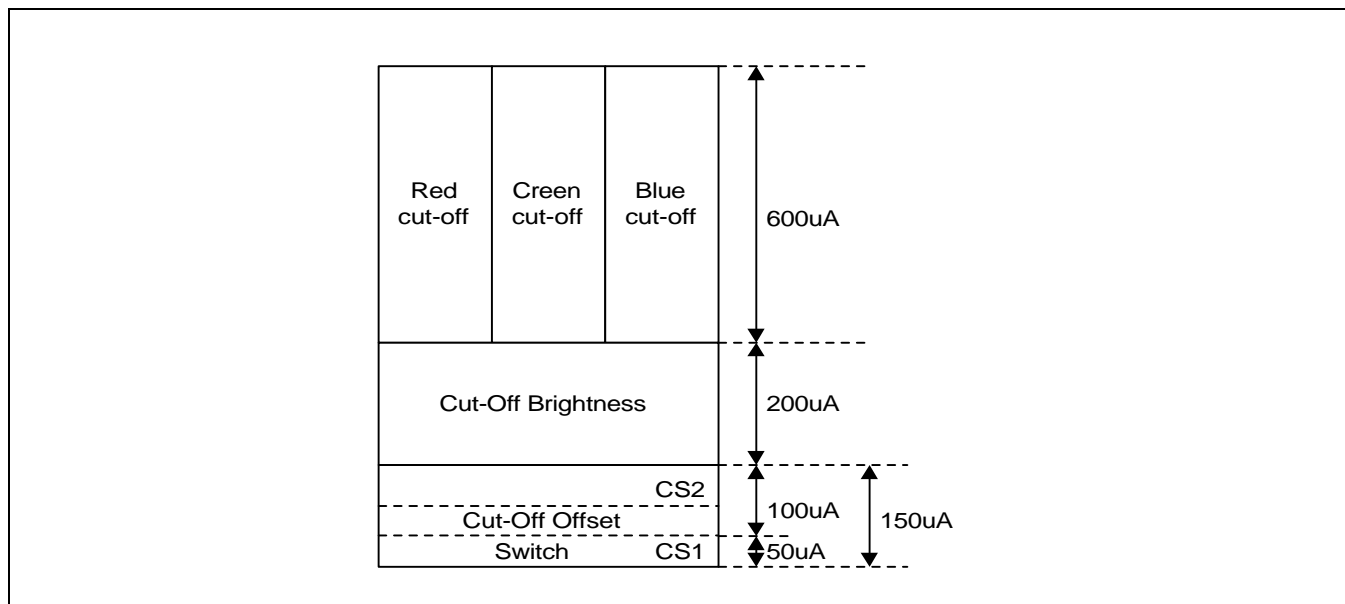 Red
cut-off
Creen
cut-off
Blue
cut-off
600uA
Cut-Off Brightness
200uA
CS2
Cut-Off Offset
100uA
150uA
Switch
CS1
50uA